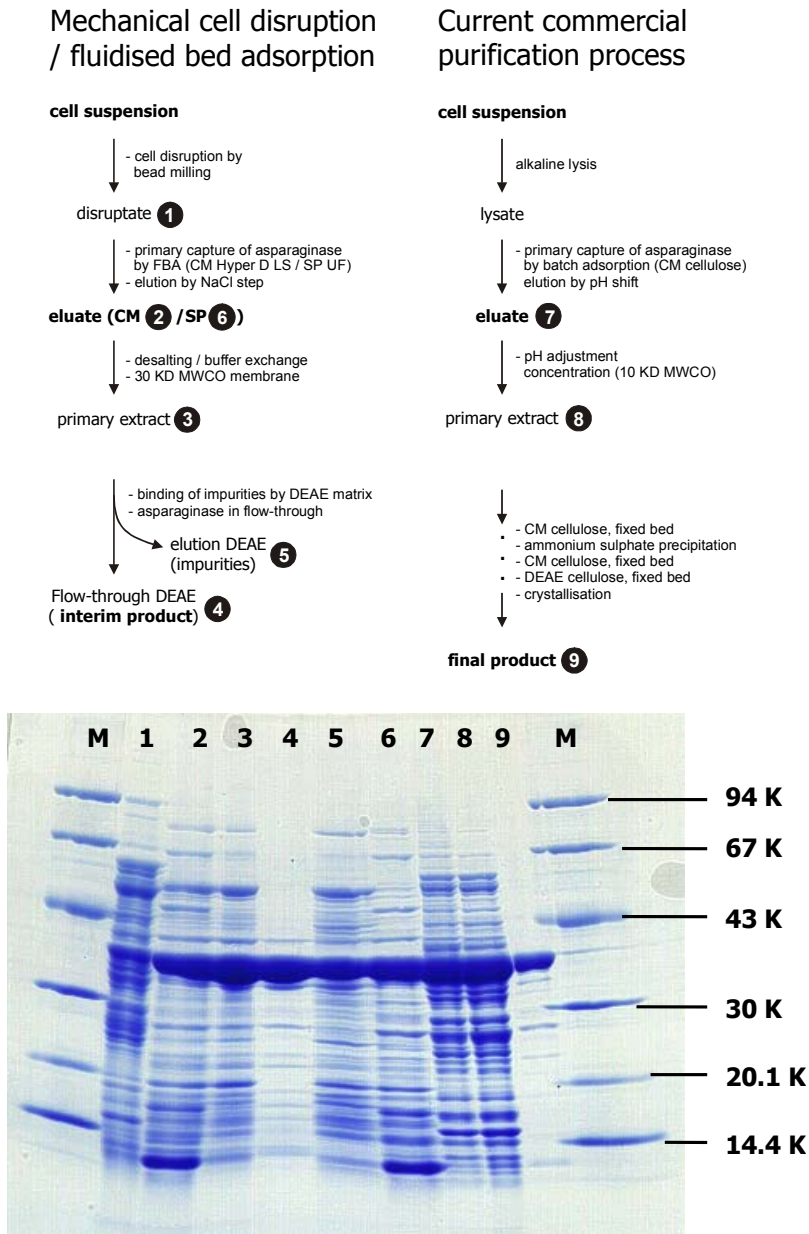 Mechanical cell disruption
/ fluidised bed adsorption
cell suspension
- cell disruption by
bead milling
disruptate 1
- primary capture of asparaginase
by FBA (CM Hyper D LS / SP UF)
- elution by NaCl step
eluate (CM 2 /SP 6 )
- desalting / buffer exchange
- 30 KD MWCO membrane
primary extract 3
- binding of impurities by DEAE matrix
- asparaginase in flow-through
elution DEAE
(impurities) 5
Flow-through DEAE
( interim product) 4
Current commercial
purification process
cell suspension
alkaline lysis
lysate
- primary capture of asparaginase
by batch adsorption (CM cellulose)
elution by pH shift
eluate 7
- pH adjustment
concentration (10 KD MWCO)
primary extract 8
- CM cellulose, fixed bed
- ammonium sulphate precipitation
- CM cellulose, fixed bed
- DEAE cellulose, fixed bed
- crystallisation
final product 9
M 1 2 3 4 5 6 7 8 9 M
94 K
67 K
43 K
30 K
20.1 K
14.4 K